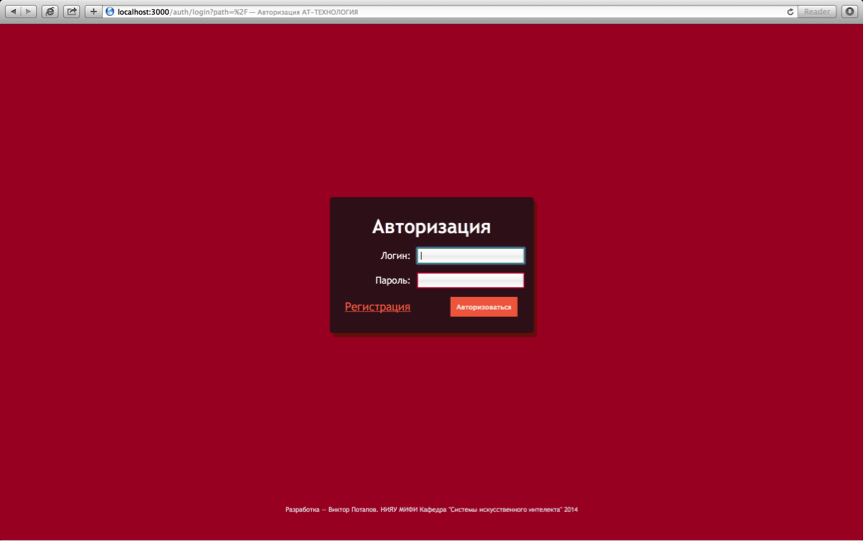 localhost:3000/auth/login?path=%2F — Авторизация АТ-ТЕХНОЛОГИЯ
Reader
Авторизация
Логин:
Пароль:
Регистрация
Авторизоваться
Разработка — Виктор Потапов. НИЯУ МИФИ Кафедра "Системы искусственного интелекта" 2014